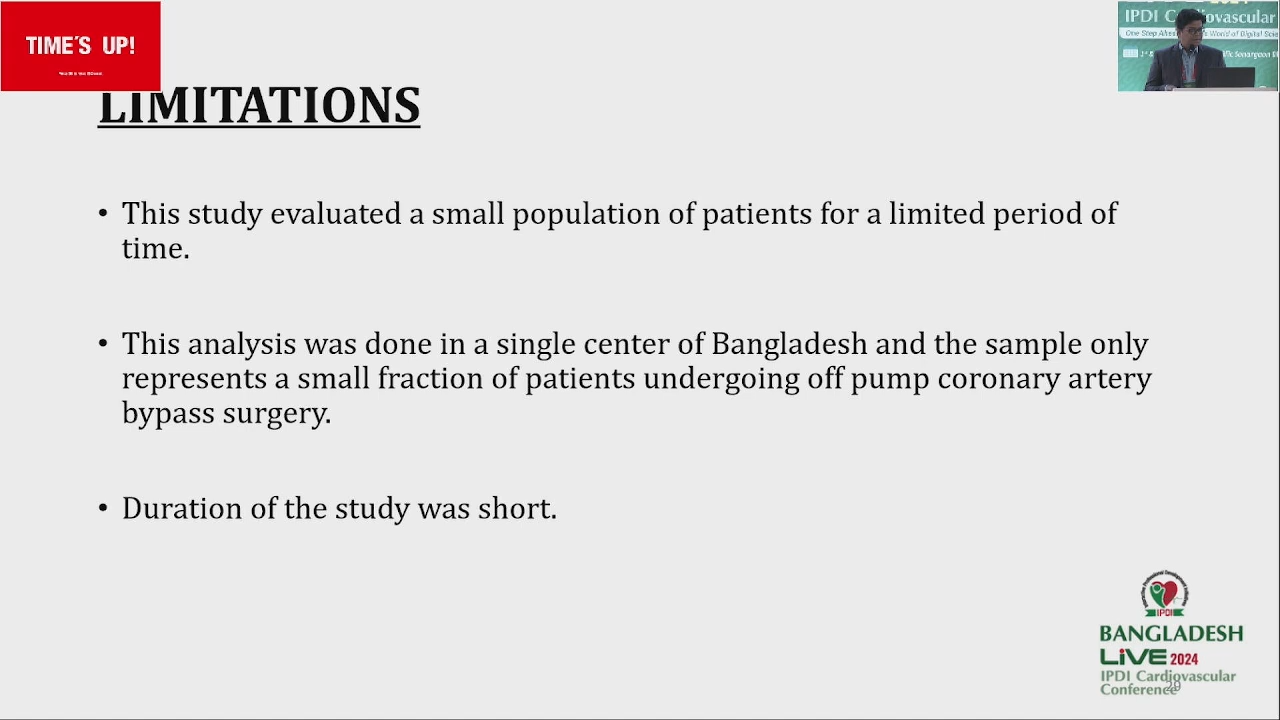 TIME´S UP!
IPDI Cardiovascular
LIMITATIONS
• This study evaluated a small population of patients for a limited period of
time.
• This analysis was done in a single center of Bangladesh and the sample only
represents a small fraction of patients undergoing off pump coronary artery
bypass surgery.
• Duration of the study was short.
IPDI
BANGLADESH
LiVE 2024
IPDI Cardiovascular
Conference
29